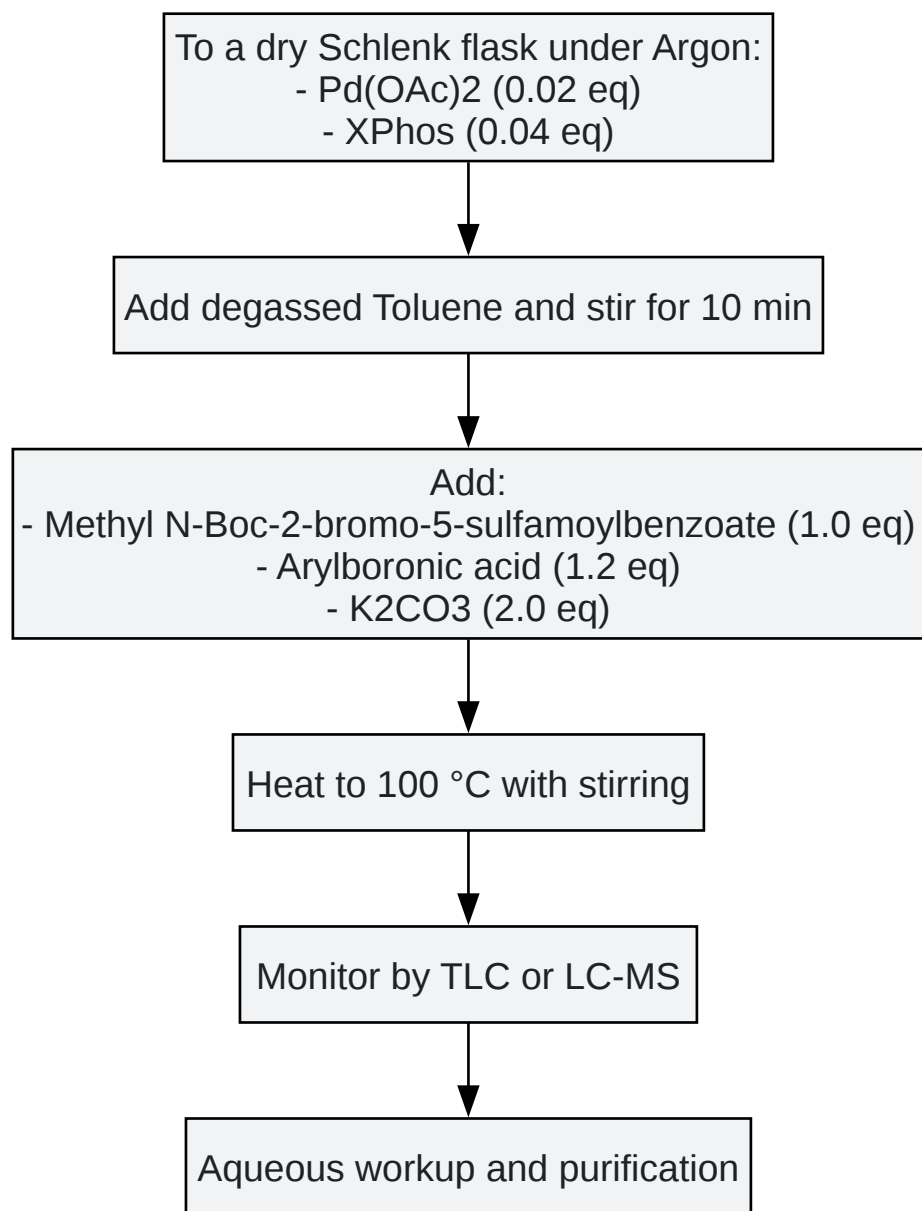 To a dry Schlenk flask under Argon:
- Pd(OAc)2 (0.02 eq)
- XPhos (0.04 eq)
Add degassed Toluene and stir for 10 min
Add:
- Methyl N-Boc-2-bromo-5-sulfamoylbenzoate (1.0 eq)
- Arylboronic acid (1.2 eq)
- K2CO3 (2.0 eq)
Heat to 100 °C with stirring
Monitor by TLC or LC-MS
Aqueous workup and purification